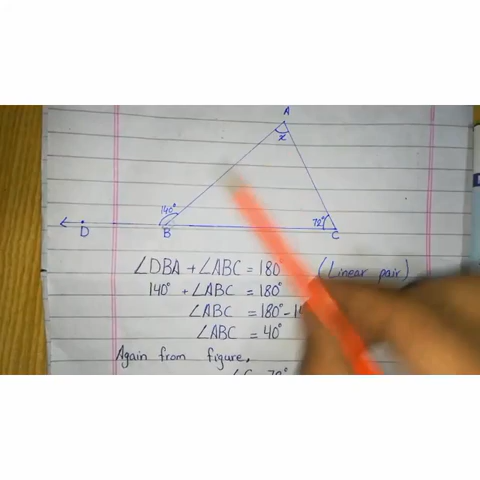 A
x
140°
72°
D
B
C
∠DBA + ∠ABC = 180° (Linear pair)
140° + ∠ABC = 180°
∠ABC = 180° - 
∠ABC = 40°
Again from figure,